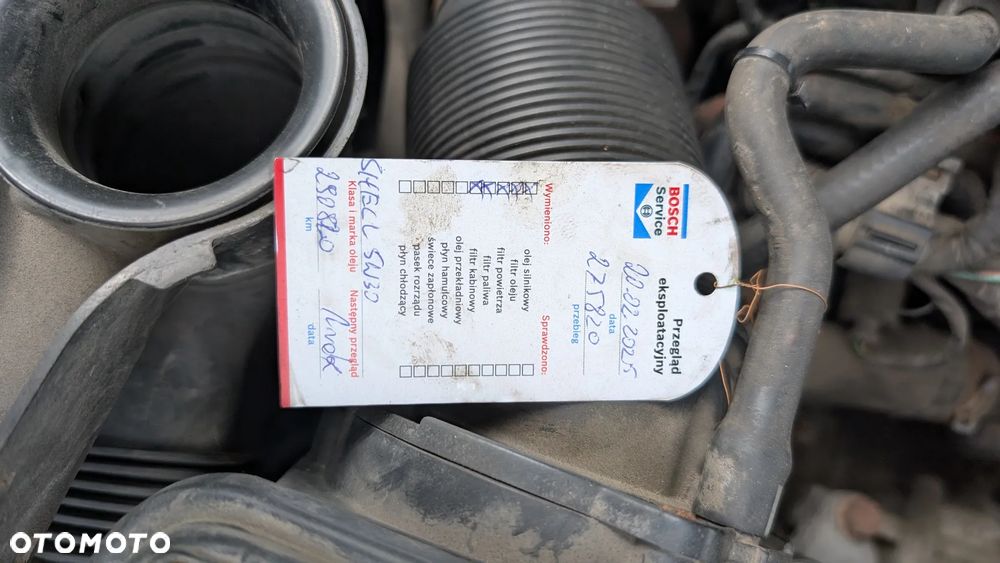 BOSCH
Service
Przegląd
eksploatacyjny
20.02.2025
data
275820
przebieg
Wymieniono: Sprawdzono:
olej silnikowy
filtr oleju
filtr powietrza
filtr paliwa
filtr kabinowy
olej przekładniowy
płyn hamulcowy
świece zapłonowe
pasek rozrządu
płyn chłodzący
SHELL 5W30
Klasa i marka oleju Następny przegląd
290820 1 rok
km data
OTOMOTO